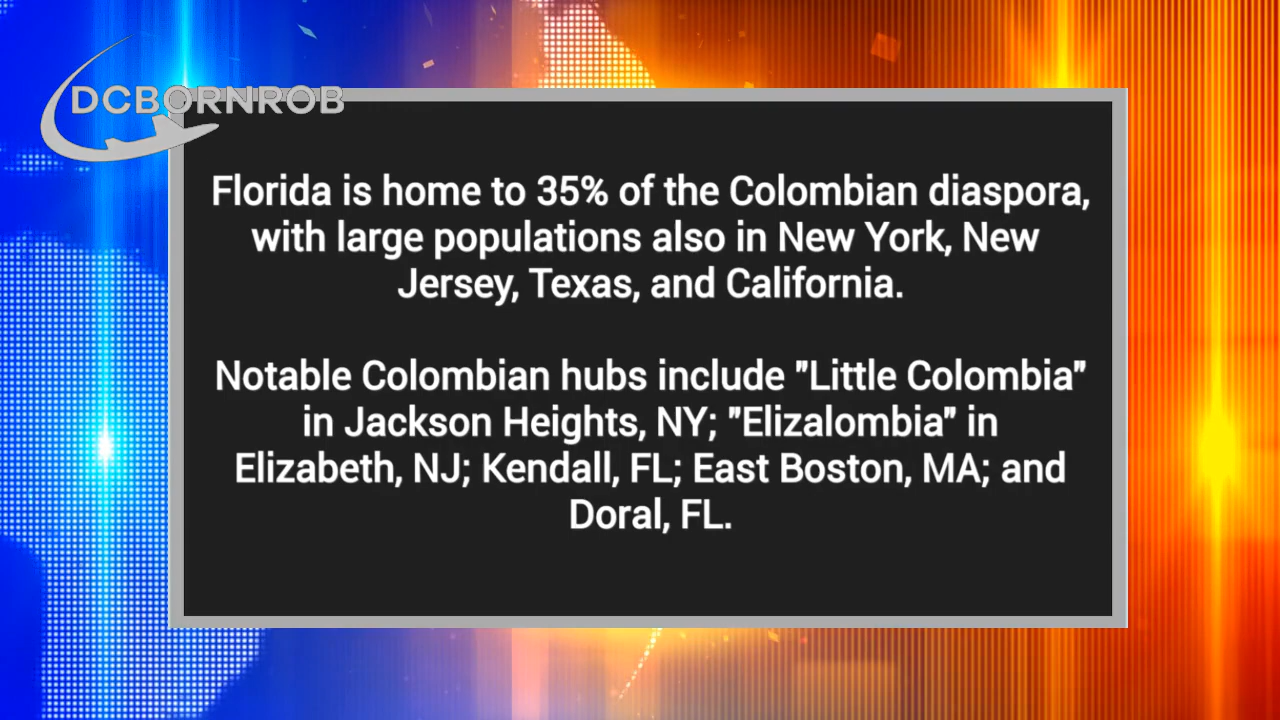 DCBORNROB
Florida is home to 35% of the Colombian diaspora,
with large populations also in New York, New
Jersey, Texas, and California.
Notable Colombian hubs include "Little Colombia"
in Jackson Heights, NY; "Elizalombia" in
Elizabeth, NJ; Kendall, FL; East Boston, MA; and
Doral, FL.